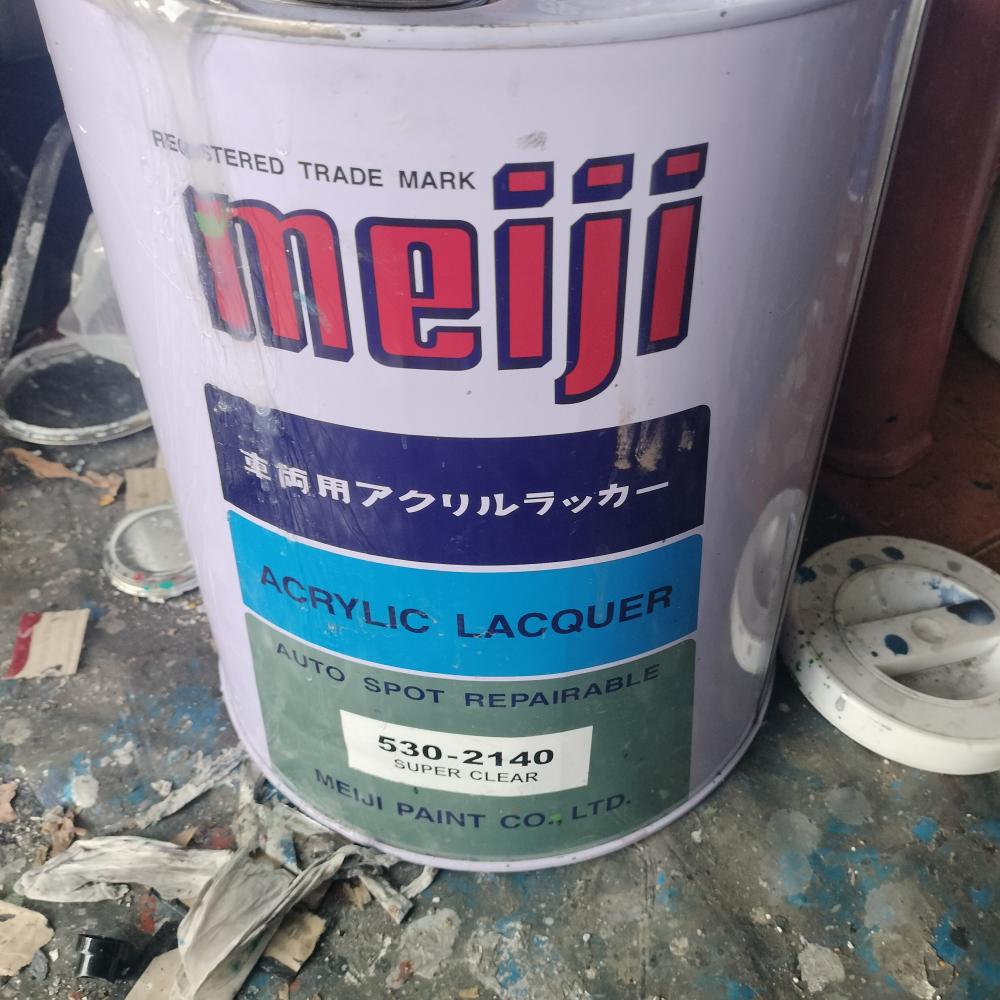 REGISTERED TRADE MARK
meiji
車両用アクリルラッカー
ACRYLIC LACQUER
AUTO SPOT REPAIRABLE
530-2140
SUPER CLEAR
MEIJI PAINT CO., LTD.